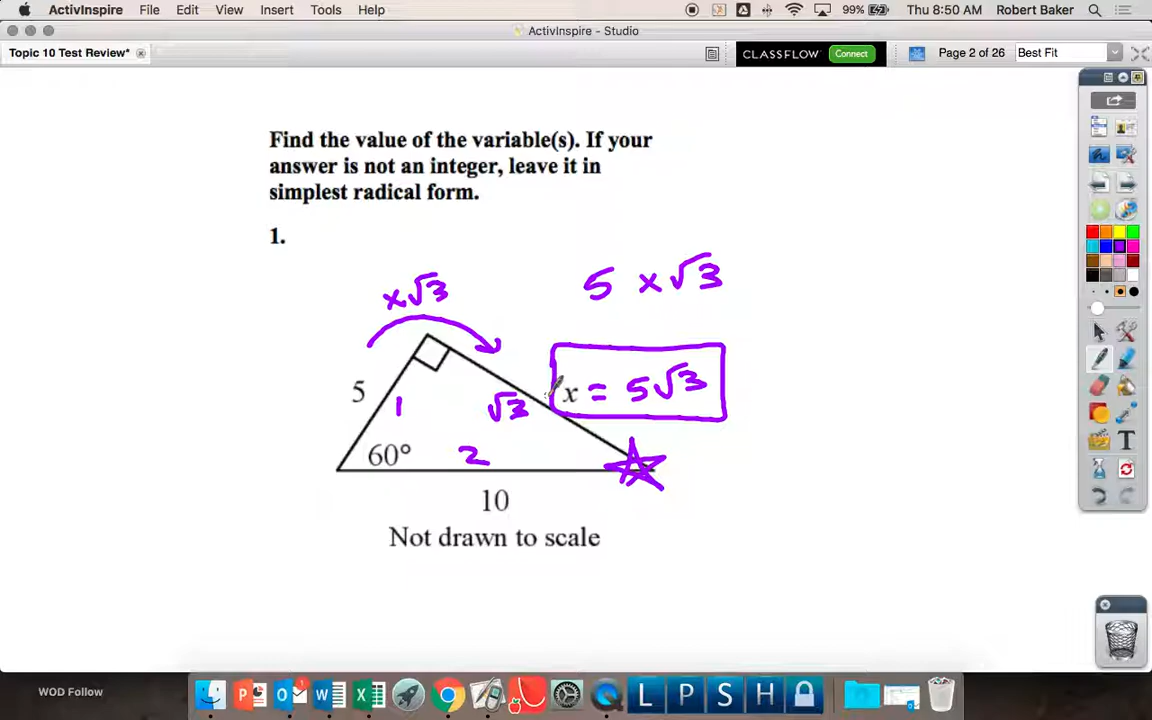 ActivInspire File Edit View Insert Tools Help 99% Thu 8:50 AM Robert Baker
ActivInspire - Studio
Topic 10 Test Review* CLASSFLOW Connect Page 2 of 26 Best Fit
Find the value of the variable(s). If your
answer is not an integer, leave it in
simplest radical form.
1.
x√3
5 x√3
5
1
√3
x = 5√3
60°
2
10
Not drawn to scale
T
WOD Follow
1
L P S H